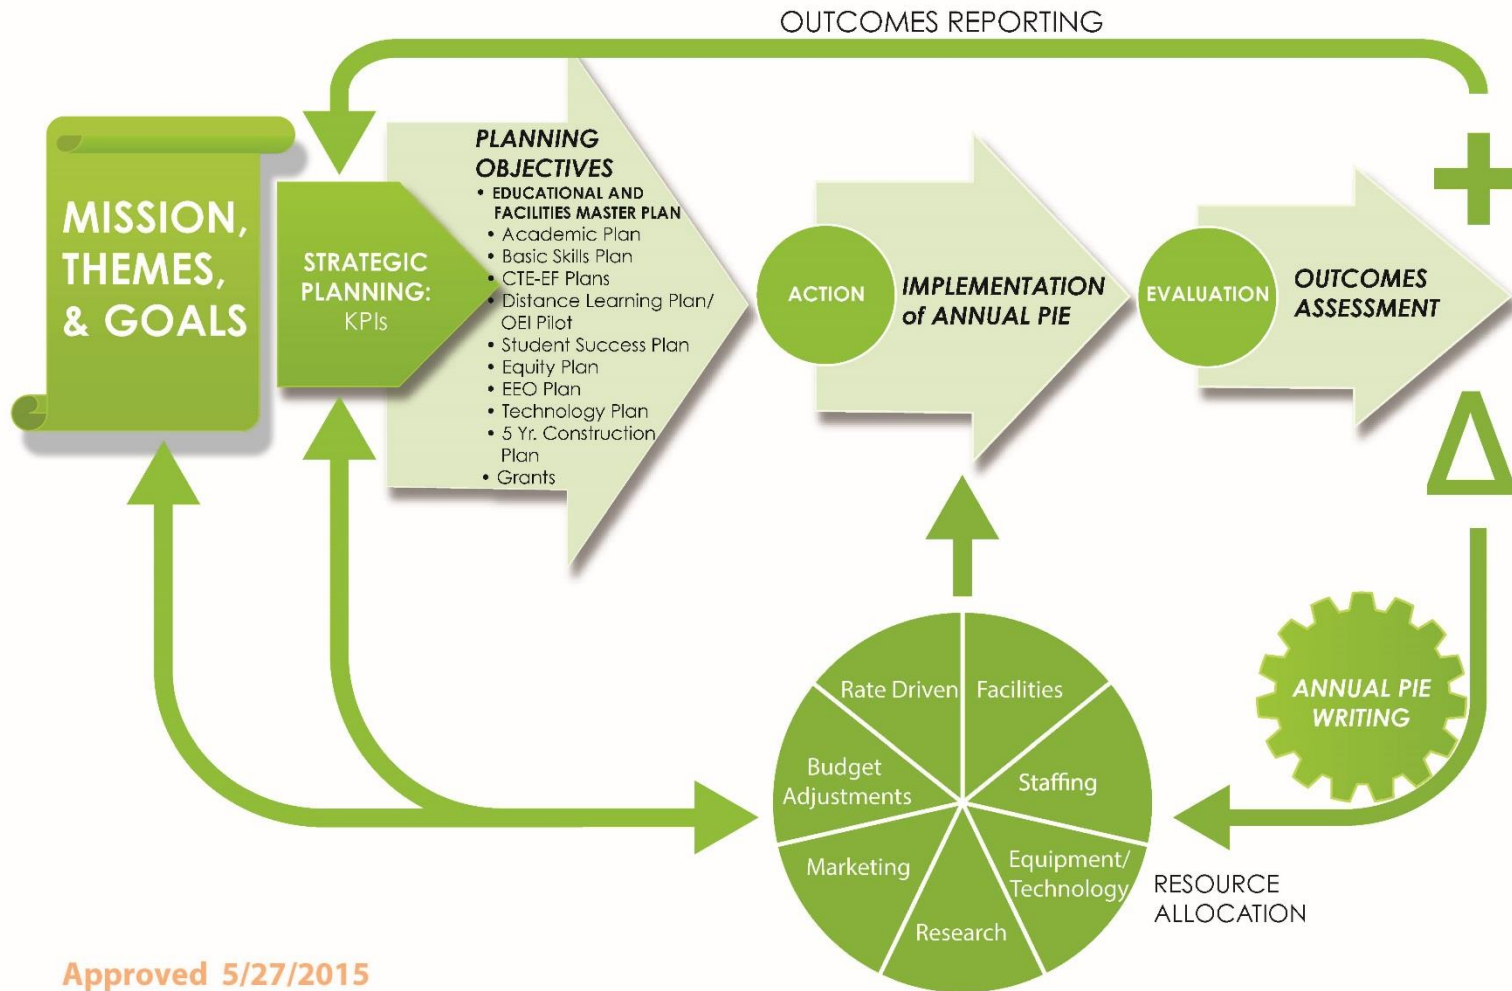 OUTCOMES REPORTING
MISSION,
THEMES,
& GOALS
STRATEGIC
PLANNING:
KPIs
PLANNING
OBJECTIVES
• EDUCATIONAL AND
FACILITIES MASTER PLAN
• Academic Plan
• Basic Skills Plan
• CTE-EF Plans
• Distance Learning Plan/
OEI Pilot
• Student Success Plan
• Equity Plan
• EEO Plan
• Technology Plan
• 5 Yr. Construction
Plan
• Grants
ACTION
IMPLEMENTATION
of ANNUAL PIE
EVALUATION
OUTCOMES
ASSESSMENT
+
Δ
ANNUAL PIE
WRITING
Rate Driven
Facilities
Budget
Adjustments
Staffing
Marketing
Equipment/
Technology
Research
RESOURCE
ALLOCATION
Approved 5/27/2015